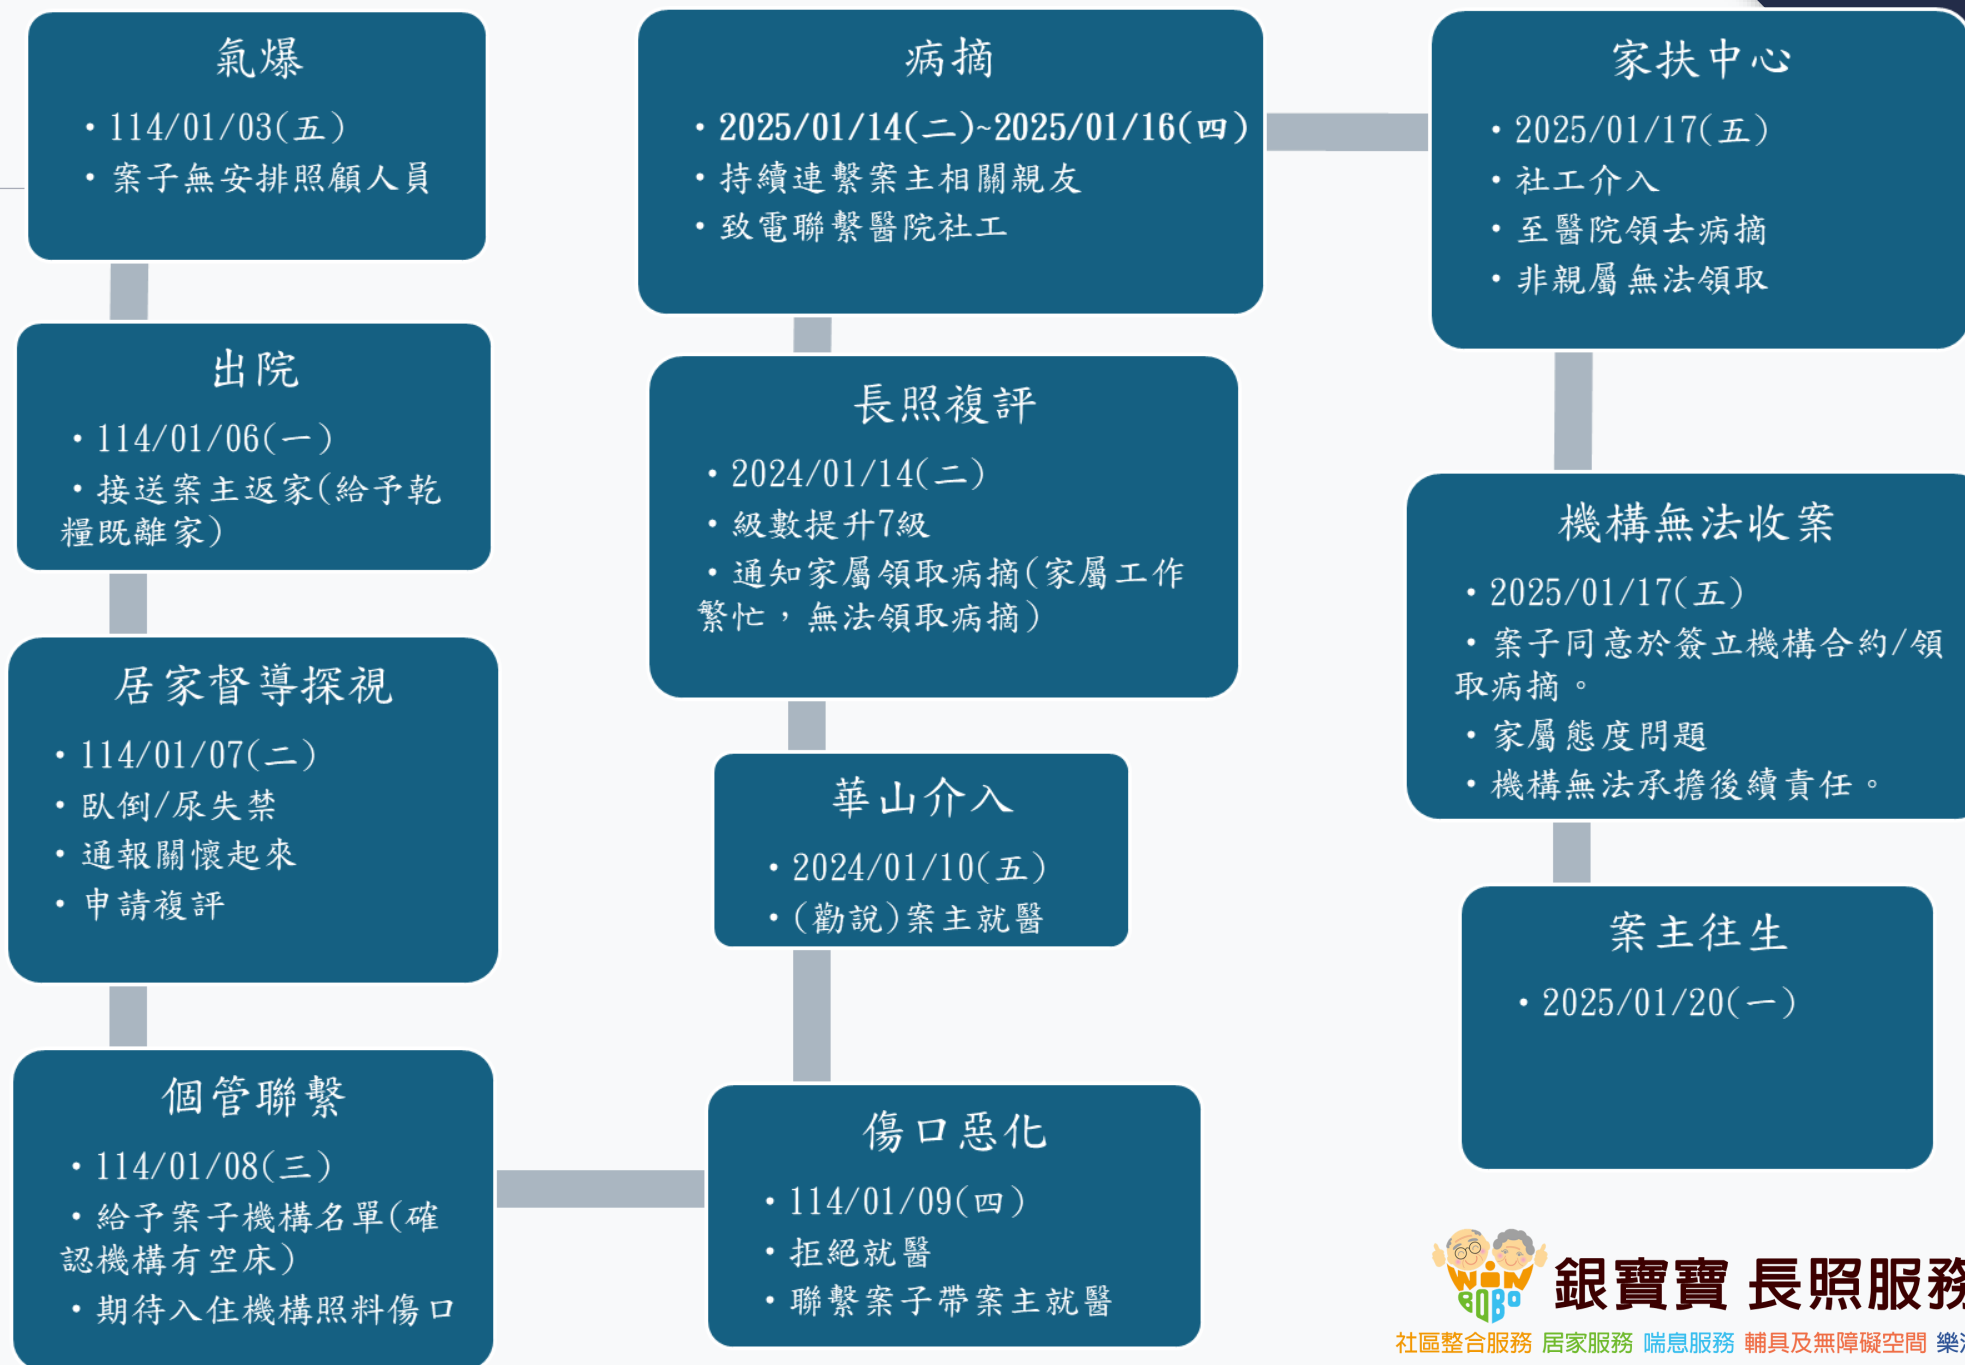 氣爆
・114/01/03(五)
・案子無安排照顧人員
出院
・114/01/06(一)
・接送案主返家(給予乾
糧既離家)
居家督導探視
・114/01/07(二)
・臥倒/尿失禁
・通報關懷起來
・申請複評
個管聯繫
・114/01/08(三)
・給予案子機構名單(確
認機構有空床)
・期待入住機構照料傷口
傷口惡化
・114/01/09(四)
・拒絕就醫
・聯繫案子帶案主就醫
華山介入
・2024/01/10(五)
・(勸說)案主就醫
長照複評
・2024/01/14(二)
・級數提升7級
・通知家屬領取病摘(家屬工作
繁忙，無法領取病摘)
病摘
・2025/01/14(二)~2025/01/16(四)
・持續連繫案主相關親友
・致電聯繫醫院社工
家扶中心
・2025/01/17(五)
・社工介入
・至醫院領去病摘
・非親屬無法領取
機構無法收案
・2025/01/17(五)
・案子同意於簽立機構合約/領
取病摘。
・家屬態度問題
・機構無法承擔後續責任。
案主往生
・2025/01/20(一)
WiN
BOBO
銀寶寶 長照服務
社區整合服務 居家服務 喘息服務 輔具及無障礙空間 樂